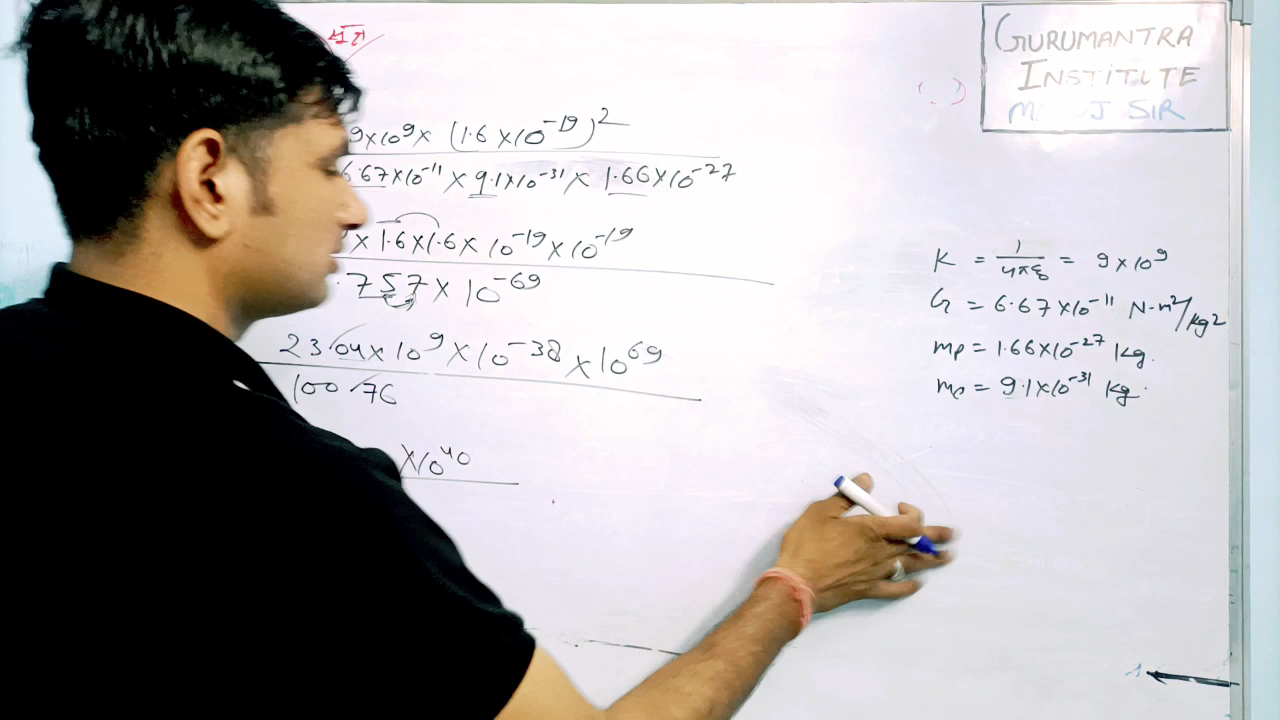 GURUMANTRA
INSTITUTE
SIR
9×10⁹× (1.6×10⁻¹⁹)²
6.67×10⁻¹¹ × 9.1×10⁻³¹ × 1.66×10⁻²⁷
× 1.6×1.6× 10⁻¹⁹×10⁻¹⁹
.757×10⁻⁶⁹
23.04×10⁹×10⁻³⁸×10⁶⁹
100.76
×10⁴⁰
K = 1/4πε₀ = 9×10⁹
G = 6.67×10⁻¹¹ N-m²/kg²
mp = 1.66×10⁻²⁷ kg.
me = 9.1×10⁻³¹ kg.